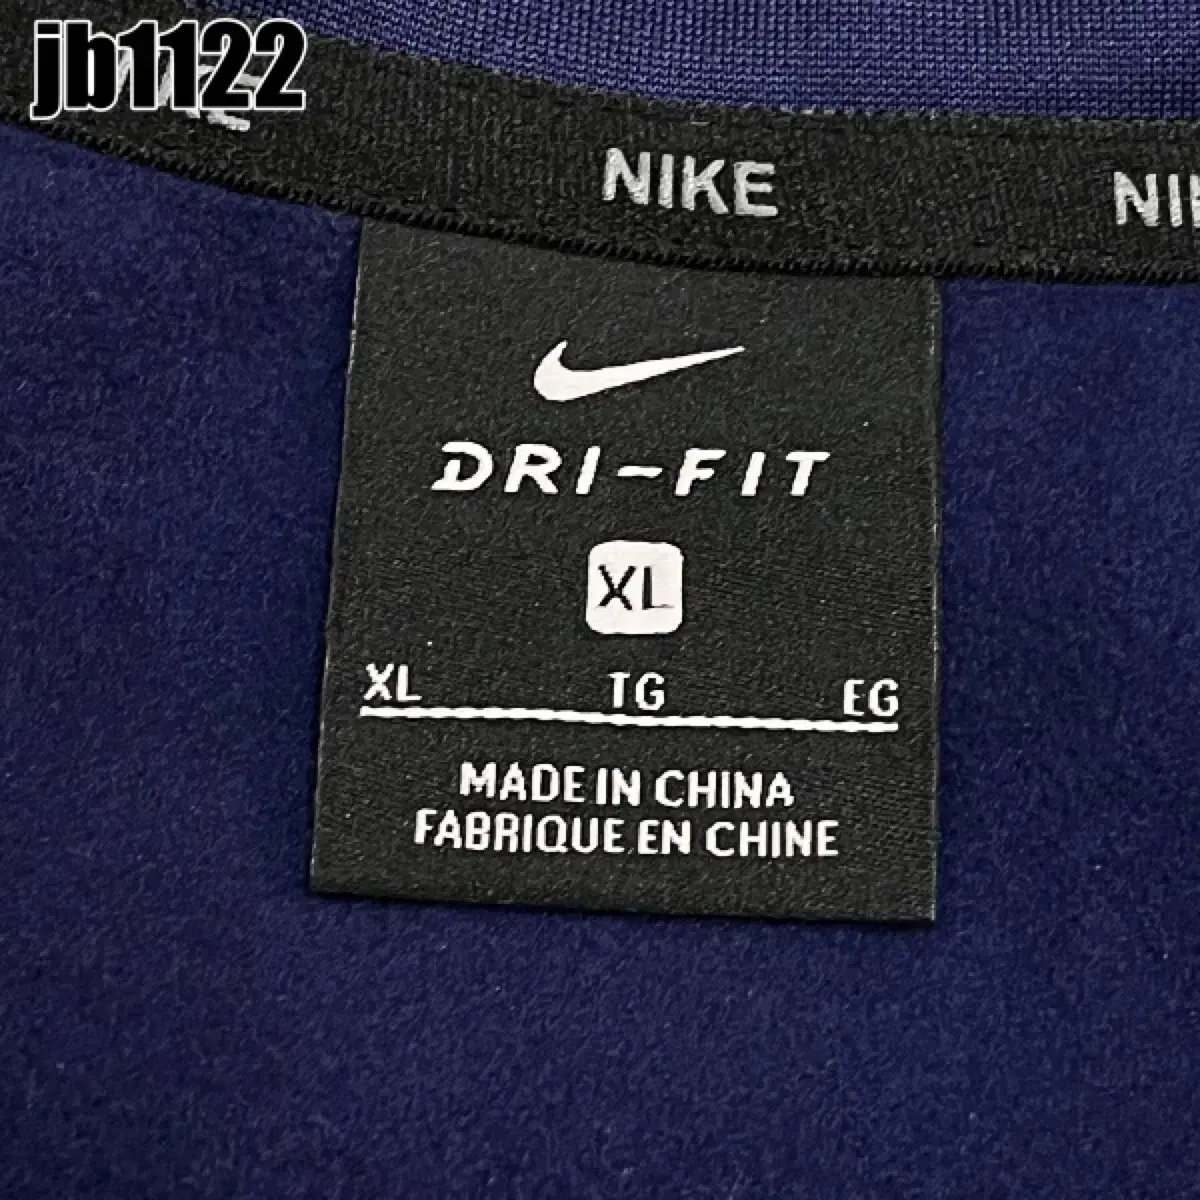 jb1122
NIKE
DRI-FIT
XL
XL TG EG
MADE IN CHINA
FABRIQUE EN CHINE